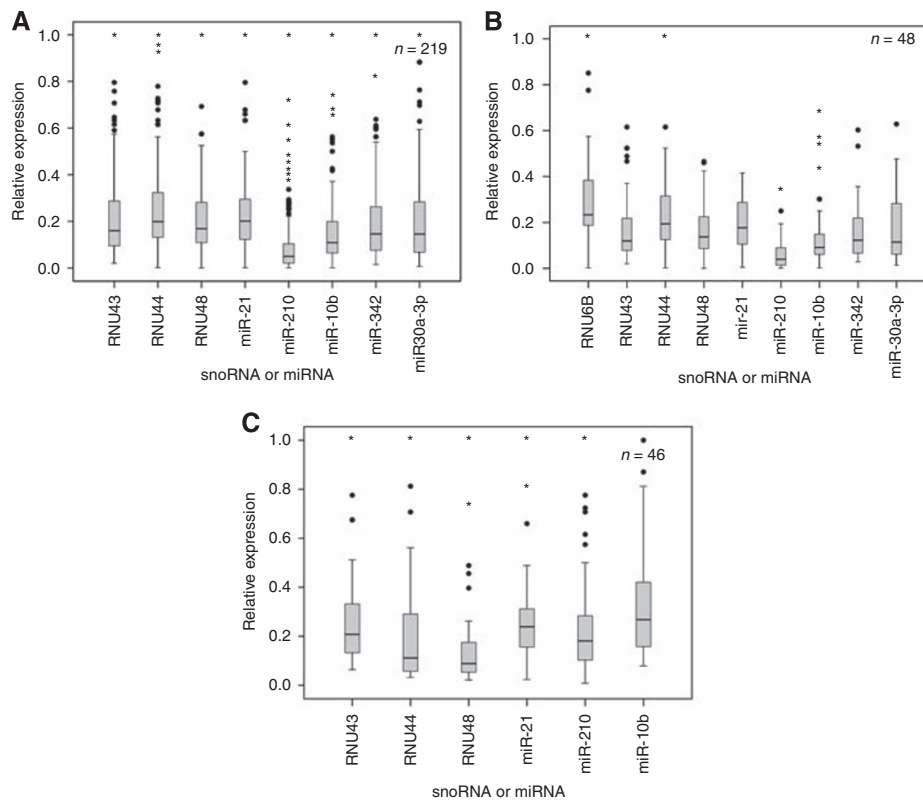 A
Relative expression
1.0
0.8
0.6
0.4
0.2
0.0
n = 219
RNU43
RNU44
RNU48
miR-21
miR-210
miR-10b
miR-342
miR30a-3p
snoRNA or miRNA
B
Relative expression
1.0
0.8
0.6
0.4
0.2
0.0
n = 48
RNU6B
RNU43
RNU44
RNU48
mir-21
miR-210
miR-10b
miR-342
miR-30a-3p
snoRNA or miRNA
C
Relative expression
1.0
0.8
0.6
0.4
0.2
0.0
n = 46
RNU43
RNU44
RNU48
miR-21
miR-210
miR-10b
snoRNA or miRNA